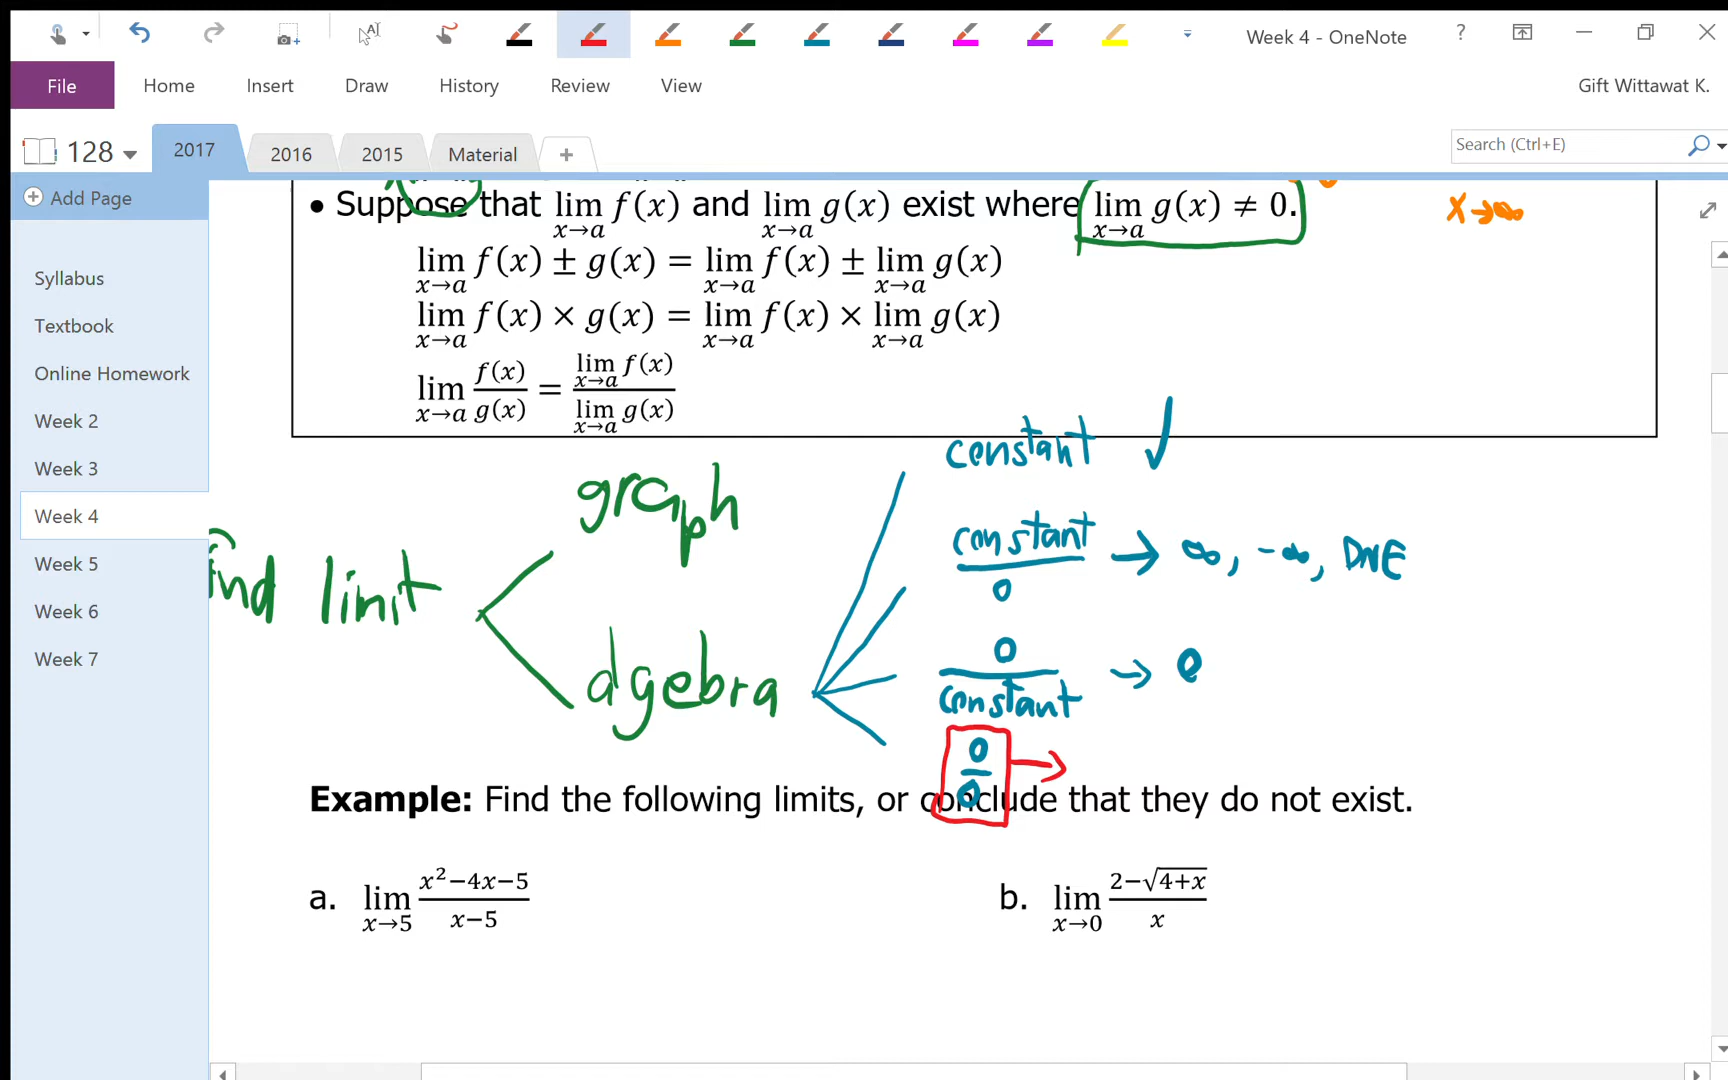 Week 4 - OneNote
?
File Home Insert Draw History Review View Gift Wittawat K.
128 2017 2016 2015 Material + Search (Ctrl+E)
Add Page
Syllabus
Textbook
Online Homework
Week 2
Week 3
Week 4
Week 5
Week 6
Week 7
• Suppose that lim_{x→a} f(x) and lim_{x→a} g(x) exist where lim_{x→a} g(x) ≠ 0.
x→∞
lim_{x→a} f(x) ± g(x) = lim_{x→a} f(x) ± lim_{x→a} g(x)
lim_{x→a} f(x) × g(x) = lim_{x→a} f(x) × lim_{x→a} g(x)
lim_{x→a} f(x)/g(x) = lim_{x→a} f(x) / lim_{x→a} g(x)
constant ✓
graph
constant/0 → ∞, -∞, DNE
find limit
algebra
0/constant → 0
0/0 →
Example: Find the following limits, or conclude that they do not exist.
a. lim_{x→5} (x²−4x−5)/(x−5)
b. lim_{x→0} (2−√(4+x))/x